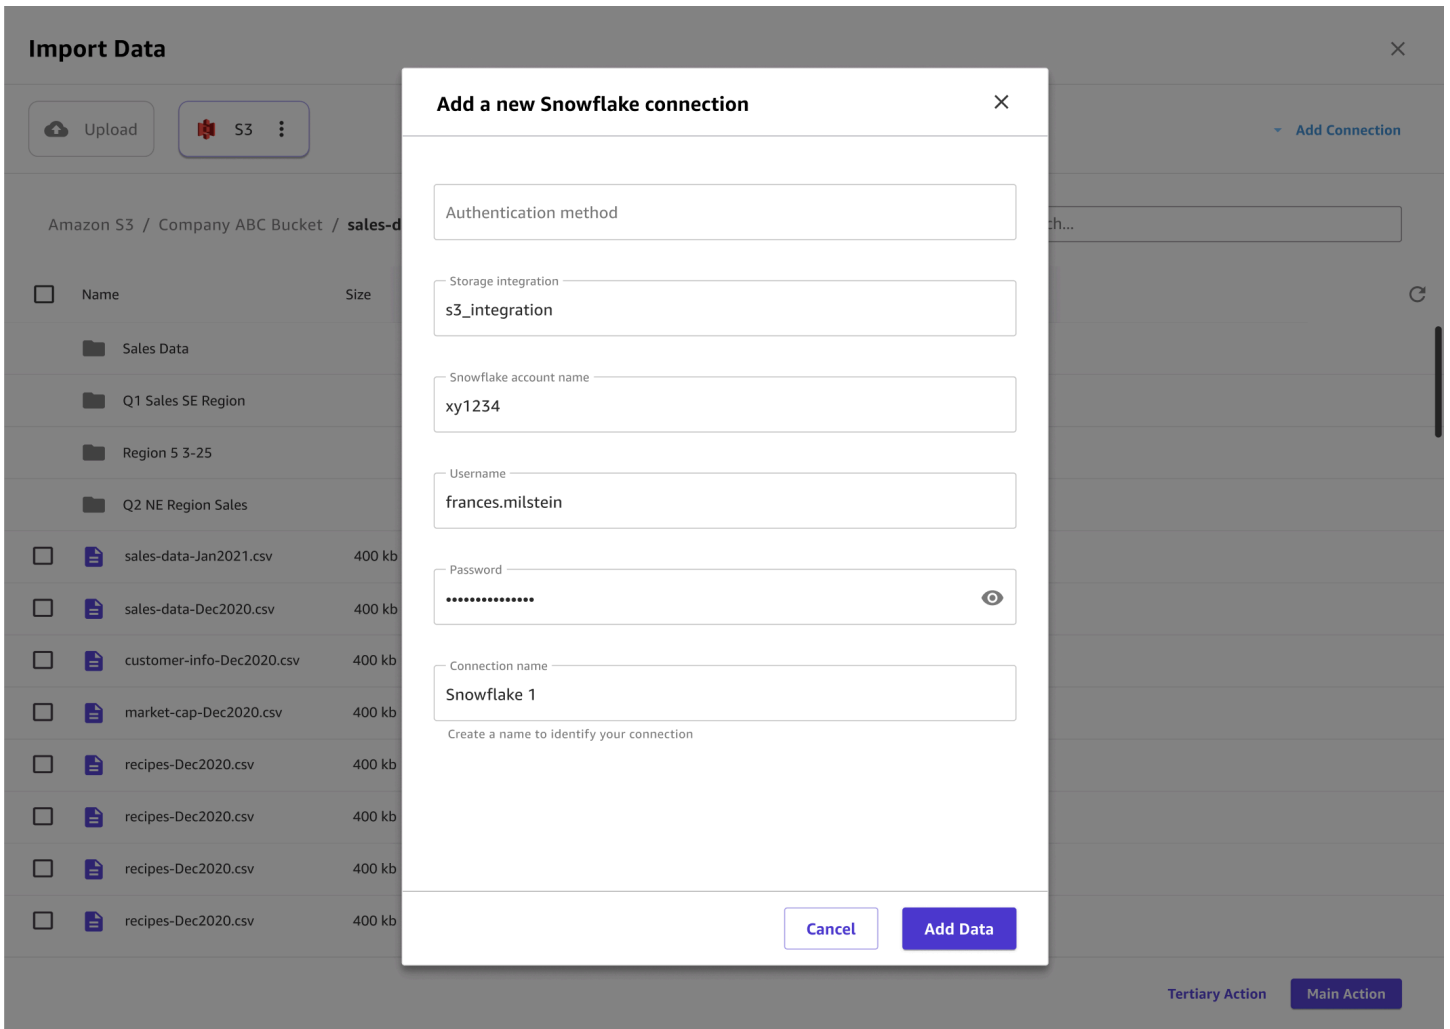 Import Data
Add a new Snowflake connection
Upload
S3
Add Connection
Amazon S3 / Company ABC Bucket / sales-d
Authentication method
Name
Size
Storage integration
s3_integration
Sales Data
Q1 Sales SE Region
Snowflake account name
xy1234
Region 5 3-25
Username
frances.milstein
Q2 NE Region Sales
sales-data-Jan2021.csv 400 kb
Password
•••••••••••••••
sales-data-Dec2020.csv 400 kb
customer-info-Dec2020.csv 400 kb
Connection name
Snowflake 1
market-cap-Dec2020.csv 400 kb
Create a name to identify your connection
recipes-Dec2020.csv 400 kb
recipes-Dec2020.csv 400 kb
recipes-Dec2020.csv 400 kb
recipes-Dec2020.csv 400 kb
Cancel
Add Data
Tertiary Action
Main Action